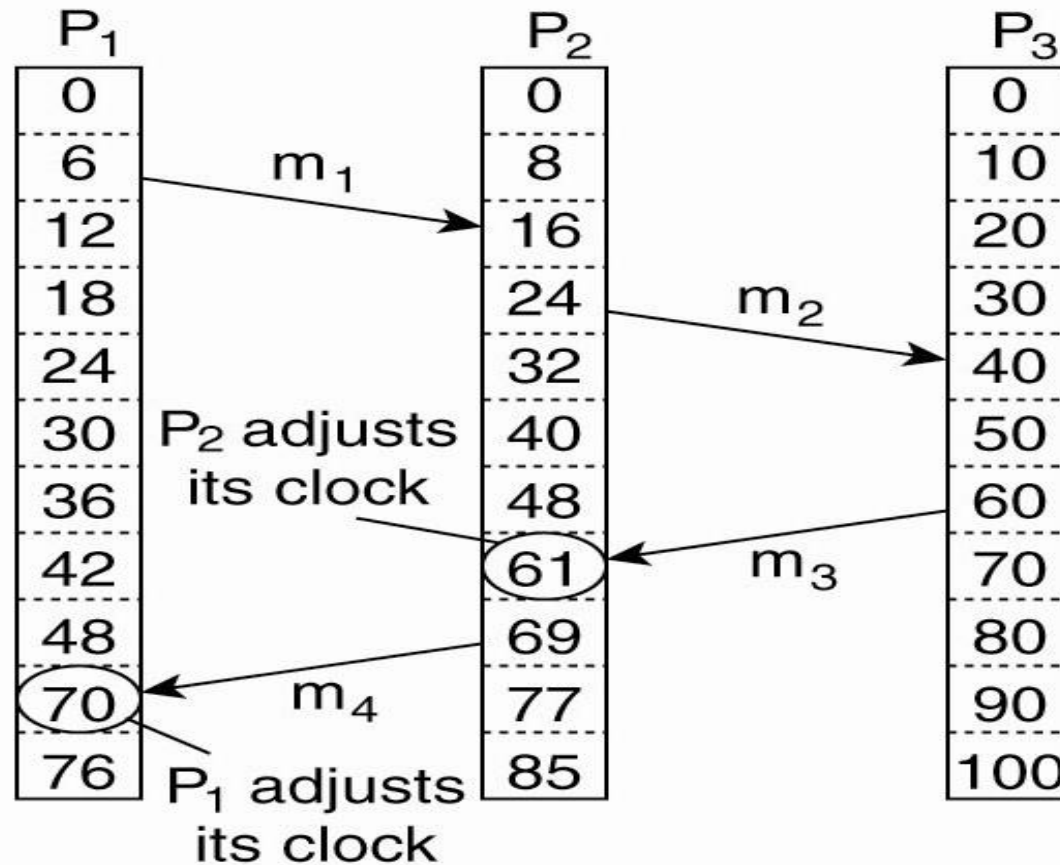 P₁ P₂ P₃
0 0 0
6 m₁ 8 10
12 16 20
18 24 m₂ 30
24 32 40
30 P₂ adjusts 40 50
36 its clock 48 60
42 61 m₃ 70
48 69 80
70 m₄ 77 90
76 P₁ adjusts 85 100
its clock